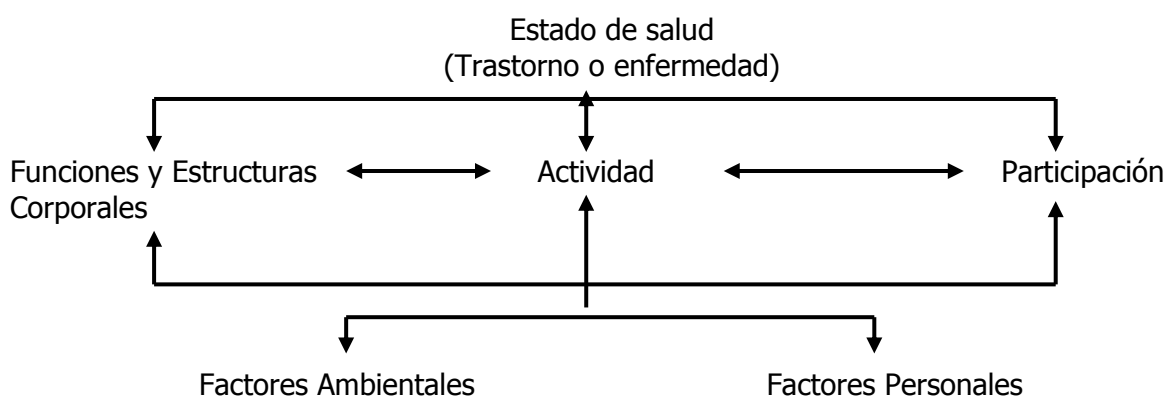 Estado de salud
(Trastorno o enfermedad)
Funciones y Estructuras
Corporales
Actividad
Participación
Factores Ambientales
Factores Personales